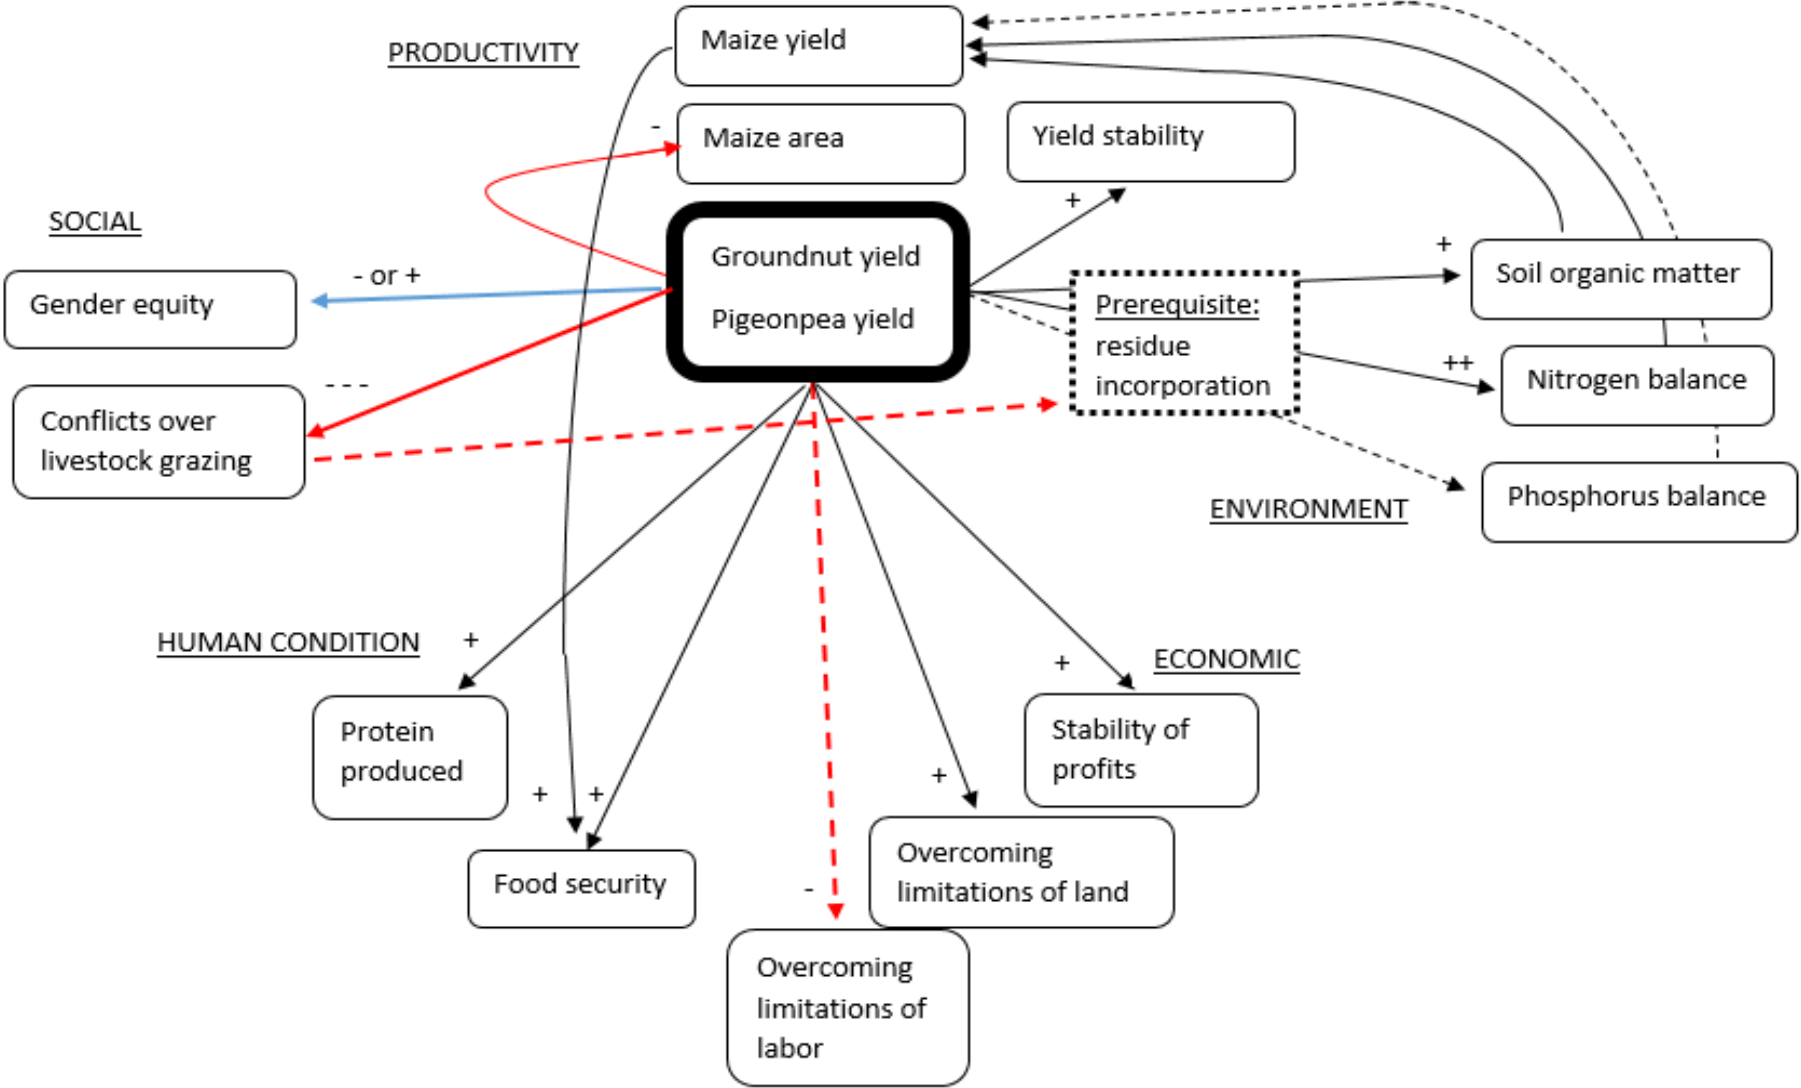 PRODUCTIVITY
Maize yield
-
Maize area
Yield stability
+
SOCIAL
- or +
Gender equity
Groundnut yield
Pigeonpea yield
Prerequisite:
residue
incorporation
+
Soil organic matter
++
Nitrogen balance
- - -
Conflicts over
livestock grazing
Phosphorus balance
ENVIRONMENT
HUMAN CONDITION
+
+
ECONOMIC
Protein
produced
Stability of
profits
+
+
+
Food security
-
Overcoming
limitations of land
Overcoming
limitations of
labor